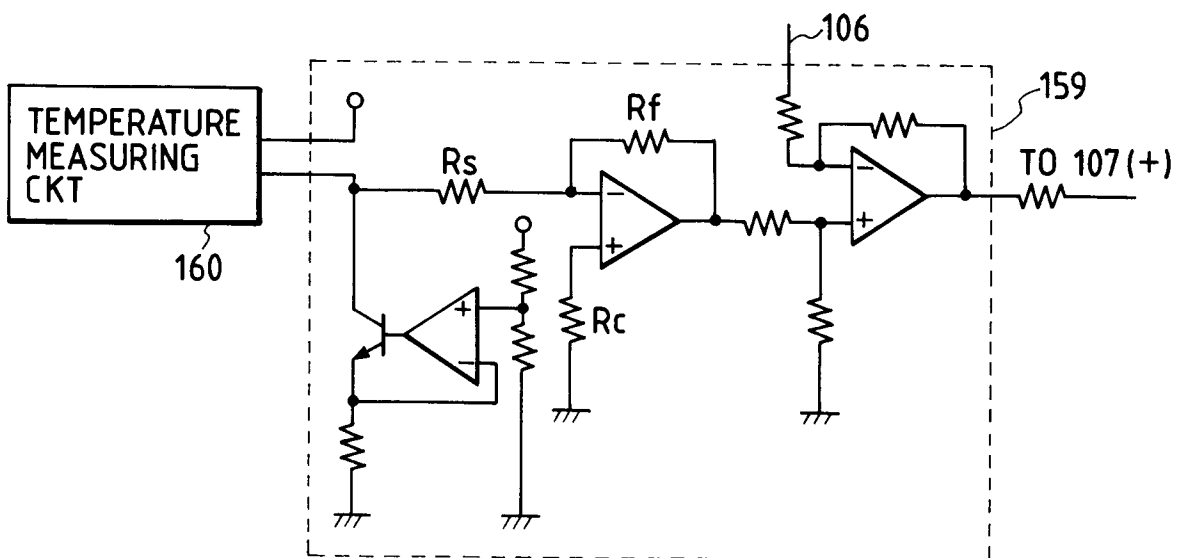 106
159
TEMPERATURE
MEASURING
CKT
160
Rf
Rs
TO 107(+)
−
+
−
+
Rc
+
−